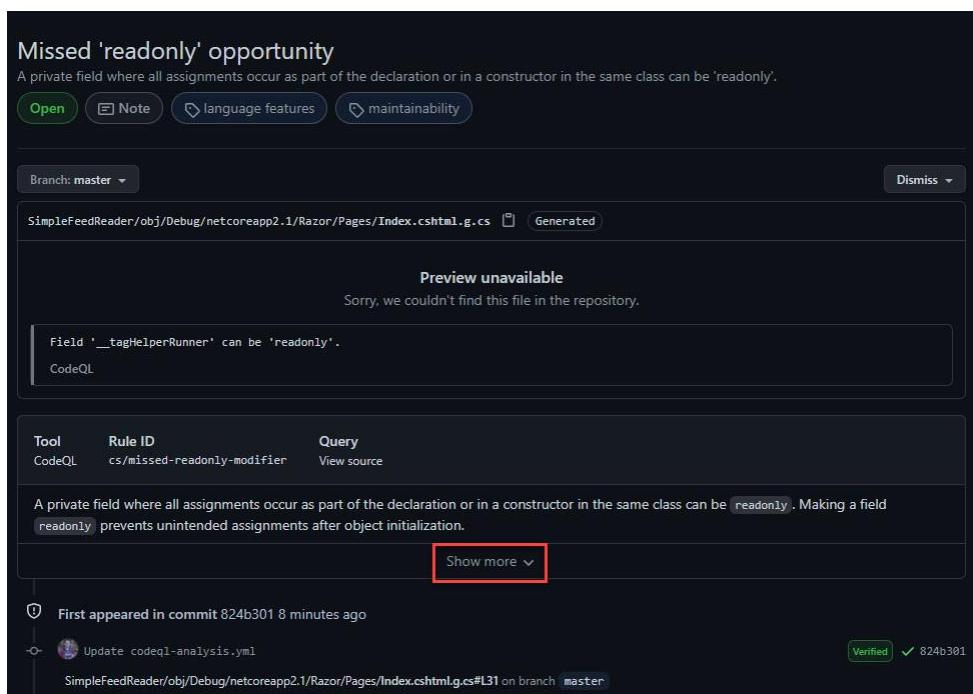 Missed 'readonly' opportunity
A private field where all assignments occur as part of the declaration or in a constructor in the same class can be 'readonly'.
Open Note language features maintainability
Branch: master Dismiss
SimpleFeedReader/obj/Debug/netcoreapp2.1/Razor/Pages/Index.cshtml.g.cs Generated
Preview unavailable
Sorry, we couldn't find this file in the repository.
Field '__tagHelperRunner' can be 'readonly'.
CodeQL
Tool Rule ID Query
CodeQL cs/missed-readonly-modifier View source
A private field where all assignments occur as part of the declaration or in a constructor in the same class can be readonly. Making a field
readonly prevents unintended assignments after object initialization.
Show more
First appeared in commit 824b301 8 minutes ago
Update codeql-analysis.yml Verified 824b301
SimpleFeedReader/obj/Debug/netcoreapp2.1/Razor/Pages/Index.cshtml.g.cs#L31 on branch master